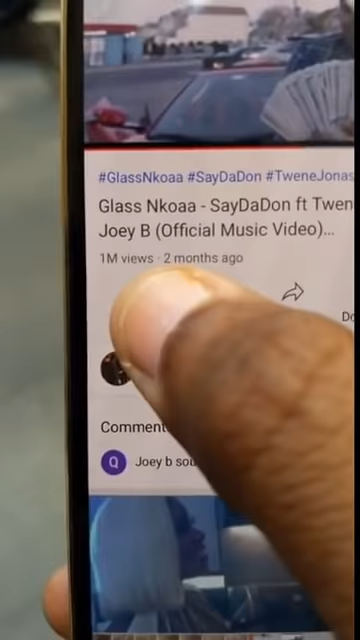 #GlassNkoaa #SayDaDon #TweneJonas
Glass Nkoaa - SayDaDon ft Twen
Joey B (Official Music Video)...
1M views · 2 months ago
Do
Comment
Q
Joey b sou